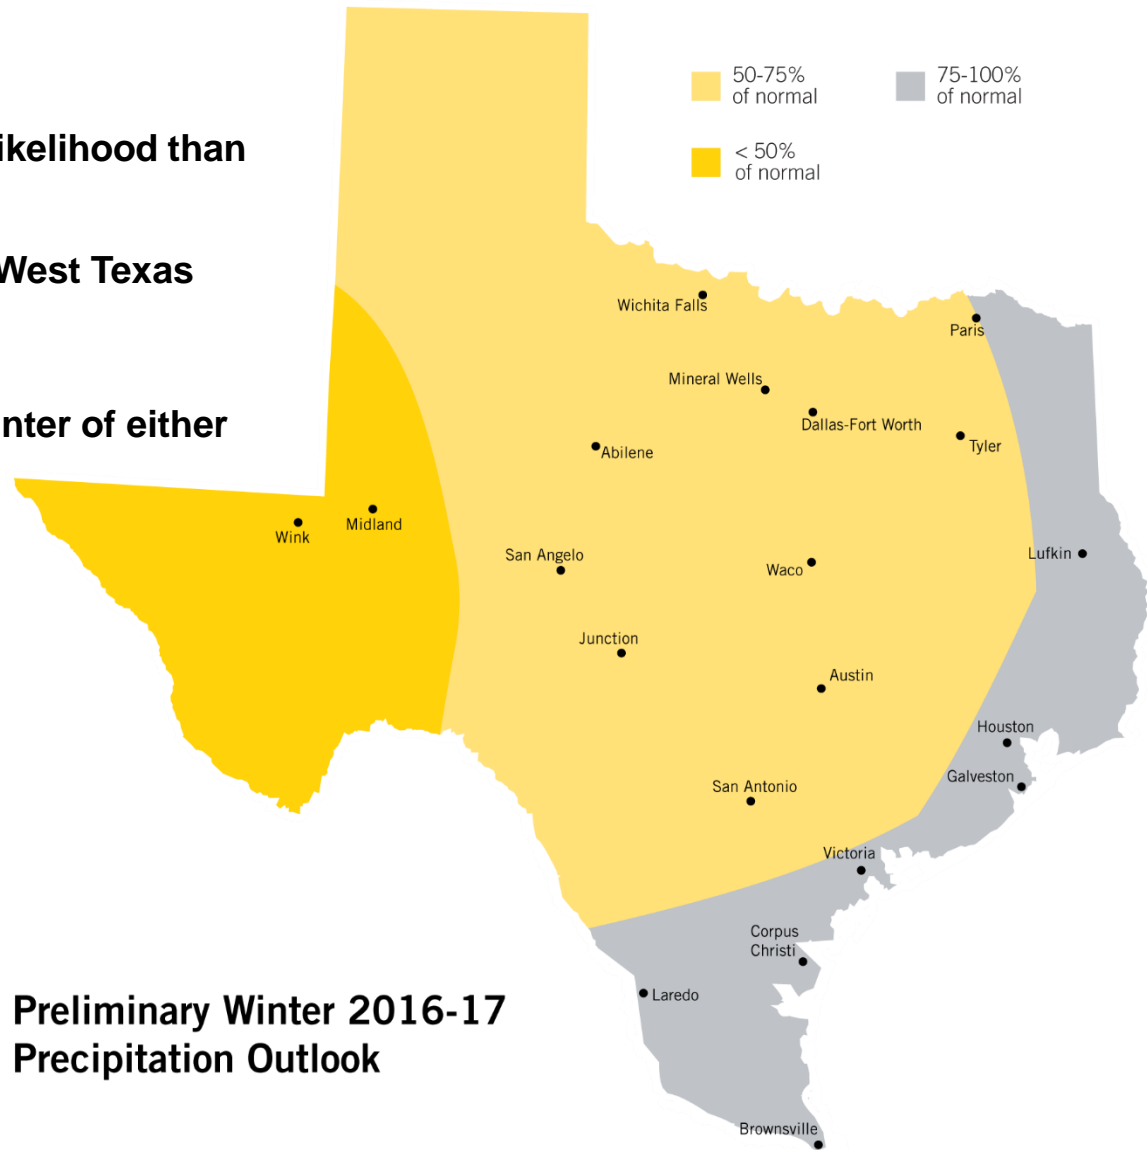 50-75%
of normal
75-100%
of normal
< 50%
of normal
ikelihood than
West Texas
nter of either
Wichita Falls
Paris
Mineral Wells
Dallas-Fort Worth
Abilene
Tyler
Wink
Midland
San Angelo
Waco
Lufkin
Junction
Austin
Houston
Galveston
San Antonio
Victoria
Corpus
Christi
Laredo
Brownsville
Preliminary Winter 2016-17
Precipitation Outlook